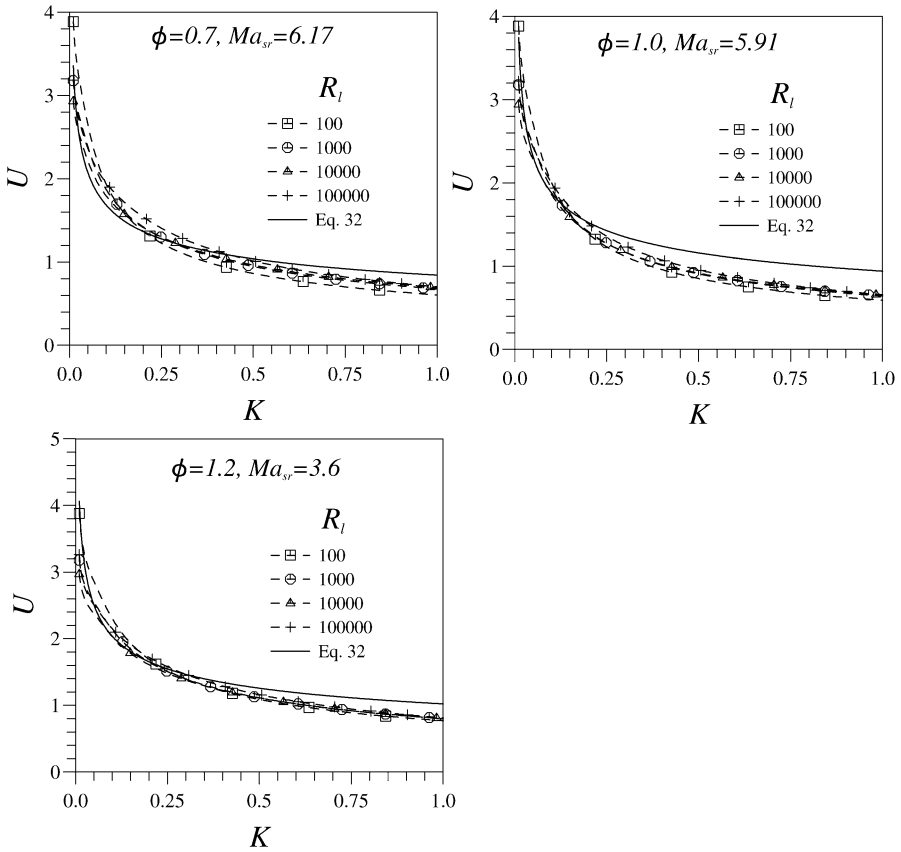 ϕ=0.7, Ma_sr=6.17
R_l
100
1000
10000
100000
Eq. 32
U
4
3
2
1
0
0.0 0.25 0.5 0.75 1.0
K
ϕ=1.0, Ma_sr=5.91
R_l
100
1000
10000
100000
Eq. 32
U
4
3
2
1
0
0.0 0.25 0.5 0.75 1.0
K
ϕ=1.2, Ma_sr=3.6
R_l
100
1000
10000
100000
Eq. 32
U
5
4
3
2
1
0
0.0 0.25 0.5 0.75 1.0
K